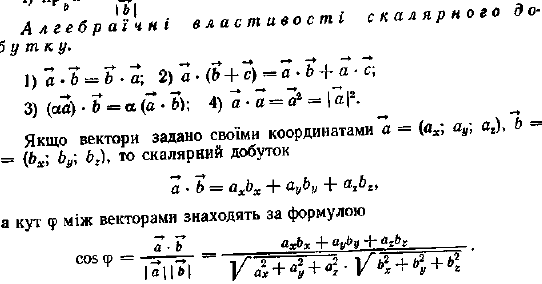 Алгебраїчні властивості скалярного до-
бутку.
1) a⃗ · b⃗ = b⃗ · a⃗; 2) a⃗ · (b⃗ + c⃗) = a⃗ · b⃗ + a⃗ · c⃗;
3) (αa⃗) · b⃗ = α (a⃗ · b⃗); 4) a⃗ · a⃗ = a⃗² = |a⃗|².
Якщо вектори задано своїми координатами a⃗ = (aₓ; a_y; a_z), b⃗ =
= (bₓ; b_y; b_z), то скалярний добуток
a⃗ · b⃗ = aₓbₓ + a_yb_y + a_zb_z,
а кут φ між векторами знаходять за формулою
cos φ = (a⃗ · b⃗) / (|a⃗||b⃗|) = (aₓbₓ + a_yb_y + a_zb_z) / (√(aₓ² + a_y² + a_z²) · √(bₓ² + b_y² + b_z²)).